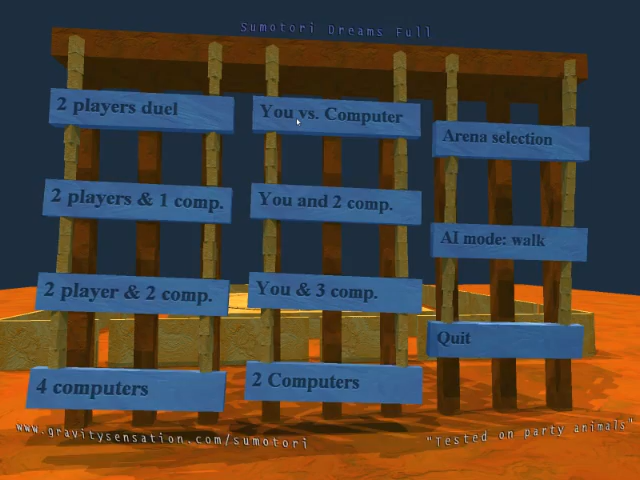 Sumotori Dreams Full
2 players duel
You vs. Computer
Arena selection
2 players & 1 comp.
You and 2 comp.
AI mode: walk
2 player & 2 comp.
You & 3 comp.
Quit
4 computers
2 Computers
www.gravitysensation.com/sumotori
"Tested on party animals"